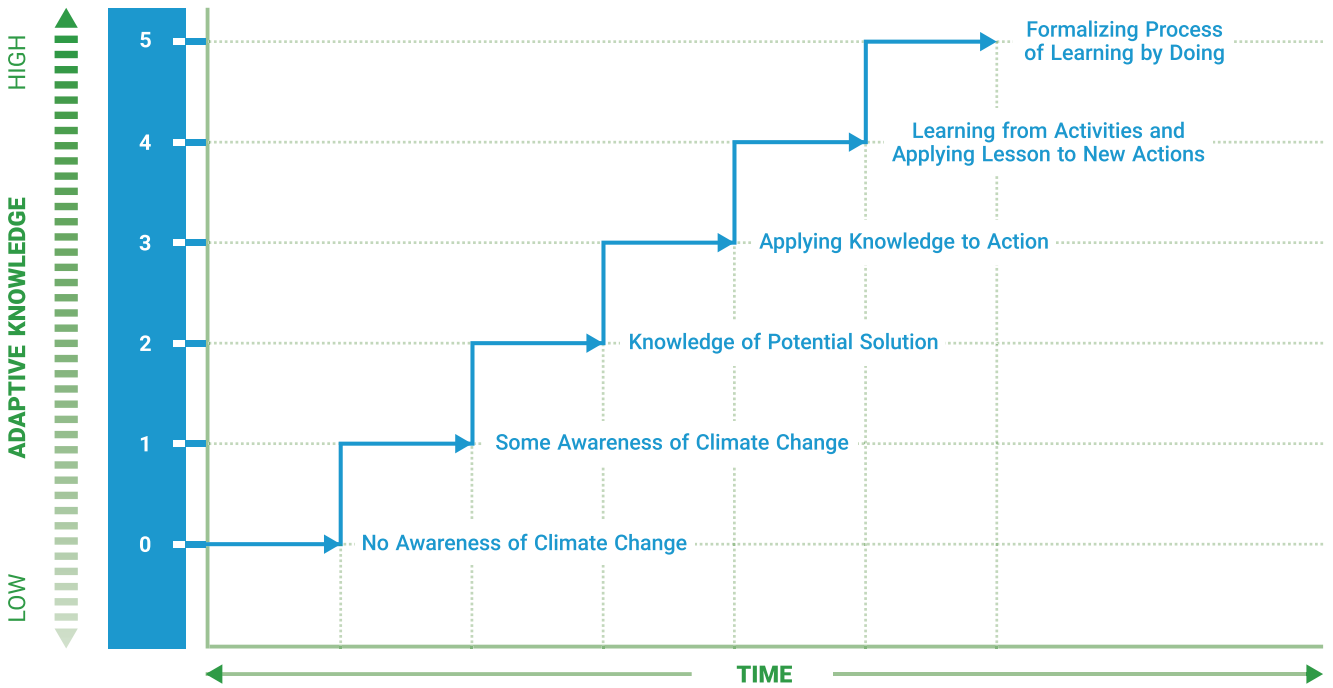 HIGH
ADAPTIVE KNOWLEDGE
LOW
5
Formalizing Process
of Learning by Doing
4
Learning from Activities and
Applying Lesson to New Actions
3
Applying Knowledge to Action
2
Knowledge of Potential Solution
1
Some Awareness of Climate Change
0
No Awareness of Climate Change
TIME